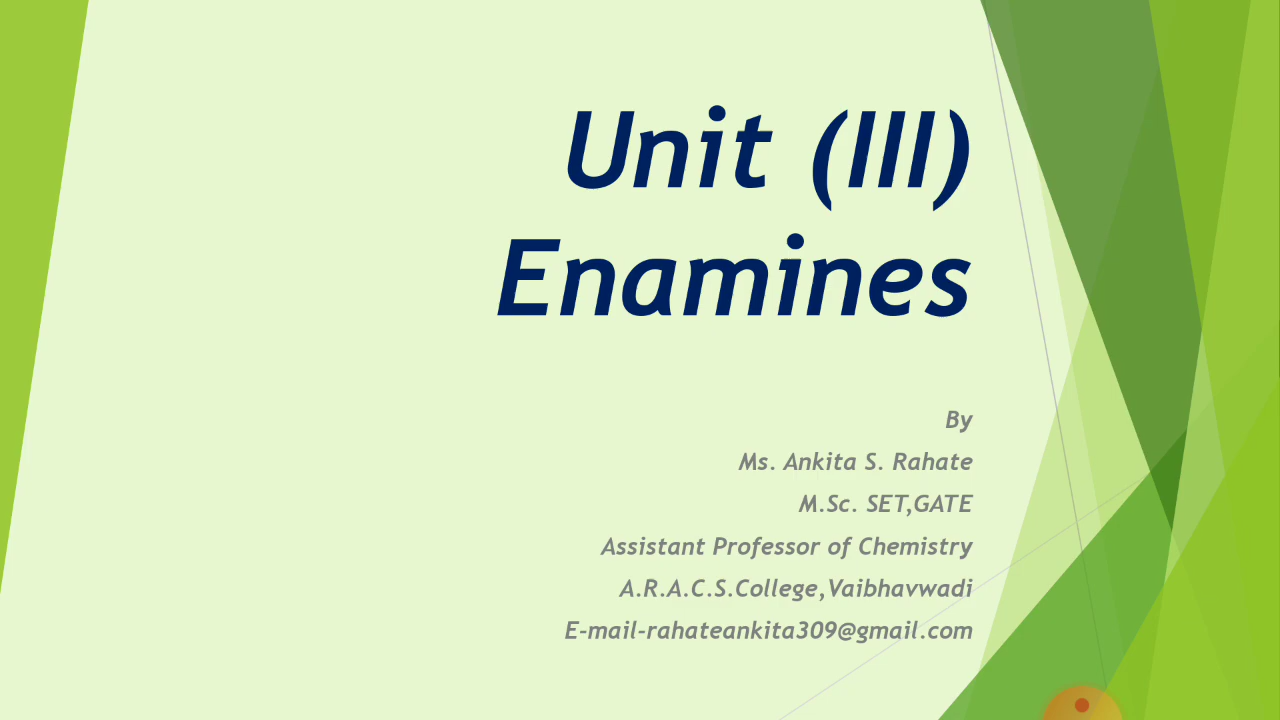 Unit (III)
Enamines
By
Ms. Ankita S. Rahate
M.Sc. SET,GATE
Assistant Professor of Chemistry
A.R.A.C.S.College,Vaibhavwadi
E-mail-rahateankita309@gmail.com